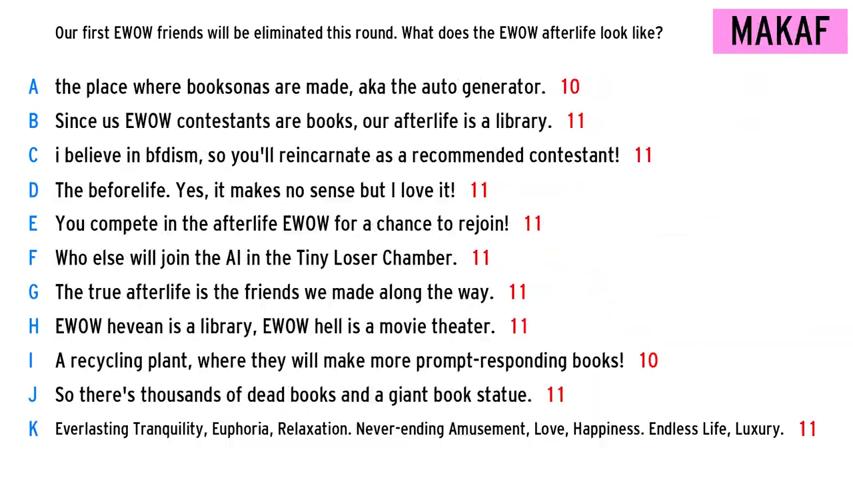 Our first EWOW friends will be eliminated this round. What does the EWOW afterlife look like?
MAKAF
A the place where booksonas are made, aka the auto generator. 10
B Since us EWOW contestants are books, our afterlife is a library. 11
C i believe in bfdism, so you'll reincarnate as a recommended contestant! 11
D The beforelife. Yes, it makes no sense but I love it! 11
E You compete in the afterlife EWOW for a chance to rejoin! 11
F Who else will join the AI in the Tiny Loser Chamber. 11
G The true afterlife is the friends we made along the way. 11
H EWOW hevean is a library, EWOW hell is a movie theater. 11
I A recycling plant, where they will make more prompt-responding books! 10
J So there's thousands of dead books and a giant book statue. 11
K Everlasting Tranquility, Euphoria, Relaxation. Never-ending Amusement, Love, Happiness. Endless Life, Luxury. 11